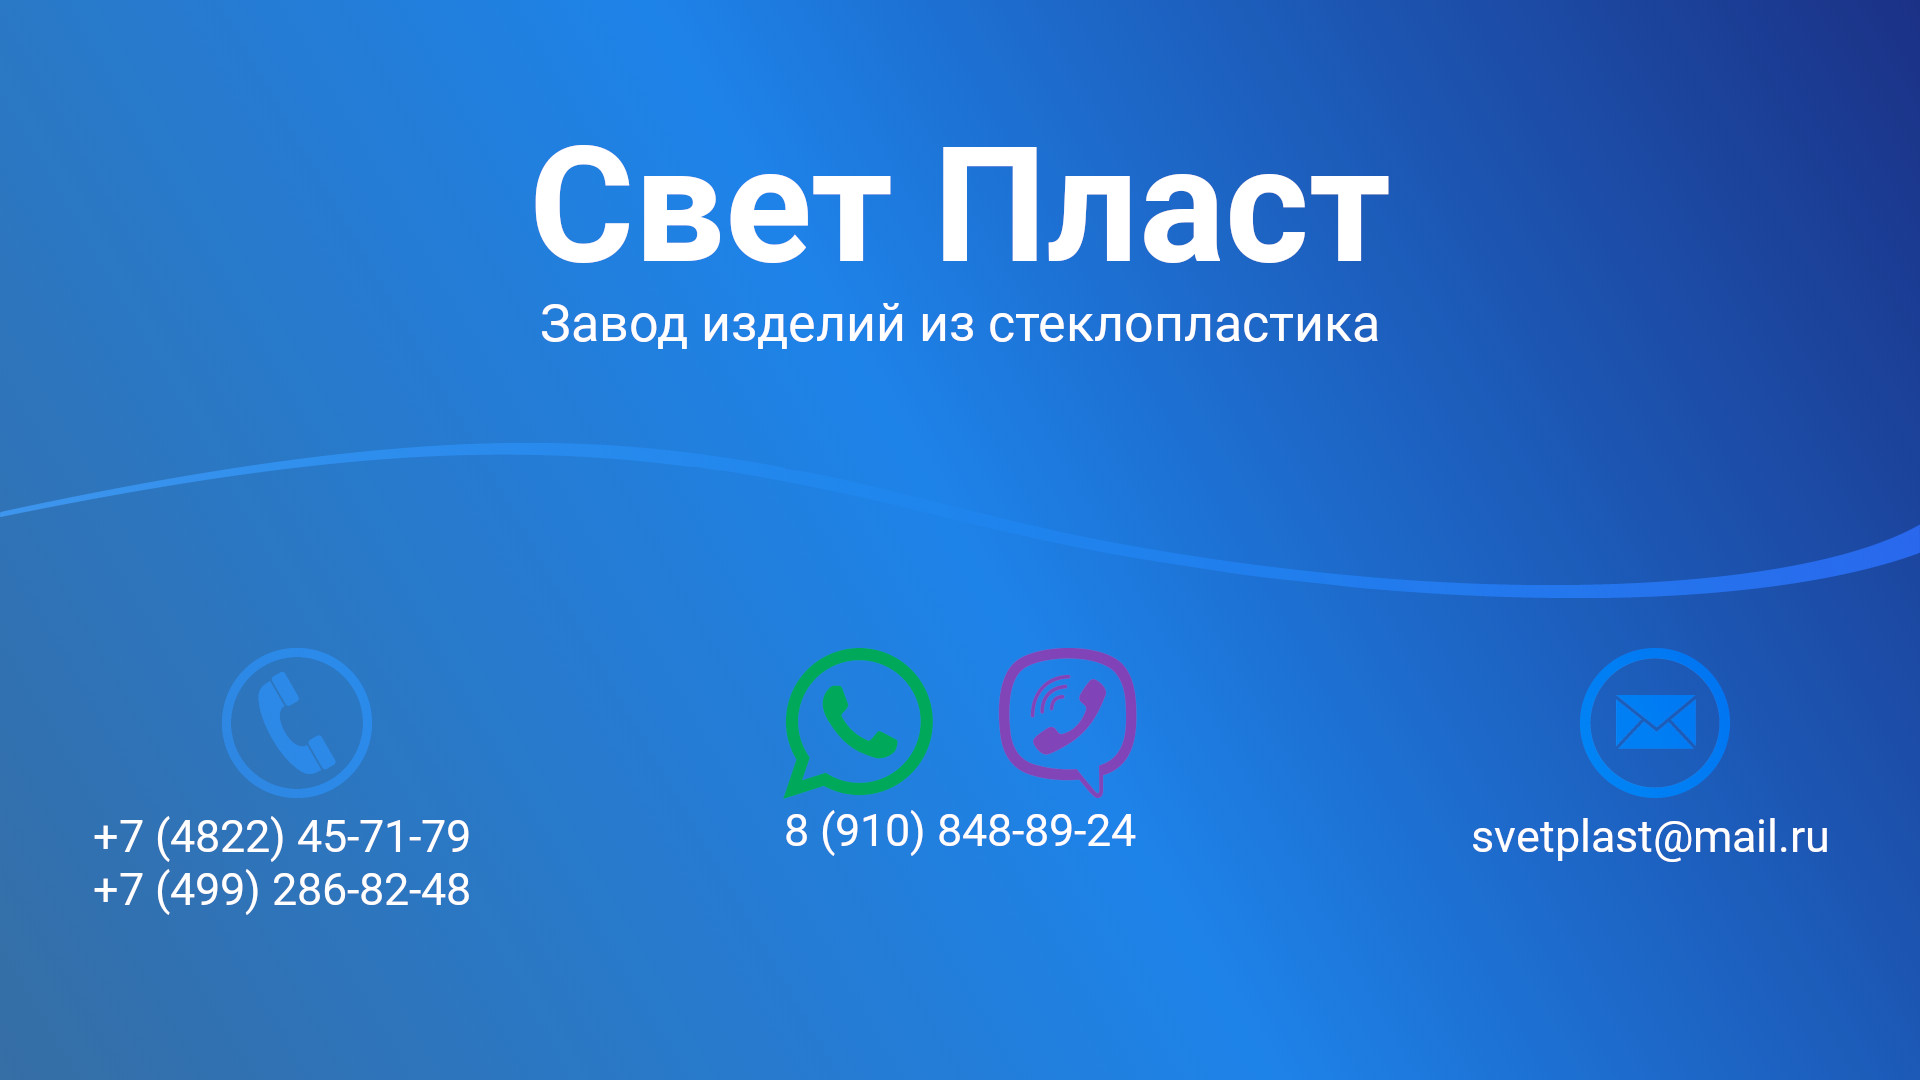 Свет Пласт
Завод изделий из стеклопластика
+7 (4822) 45-71-79
+7 (499) 286-82-48
8 (910) 848-89-24
svetplast@mail.ru